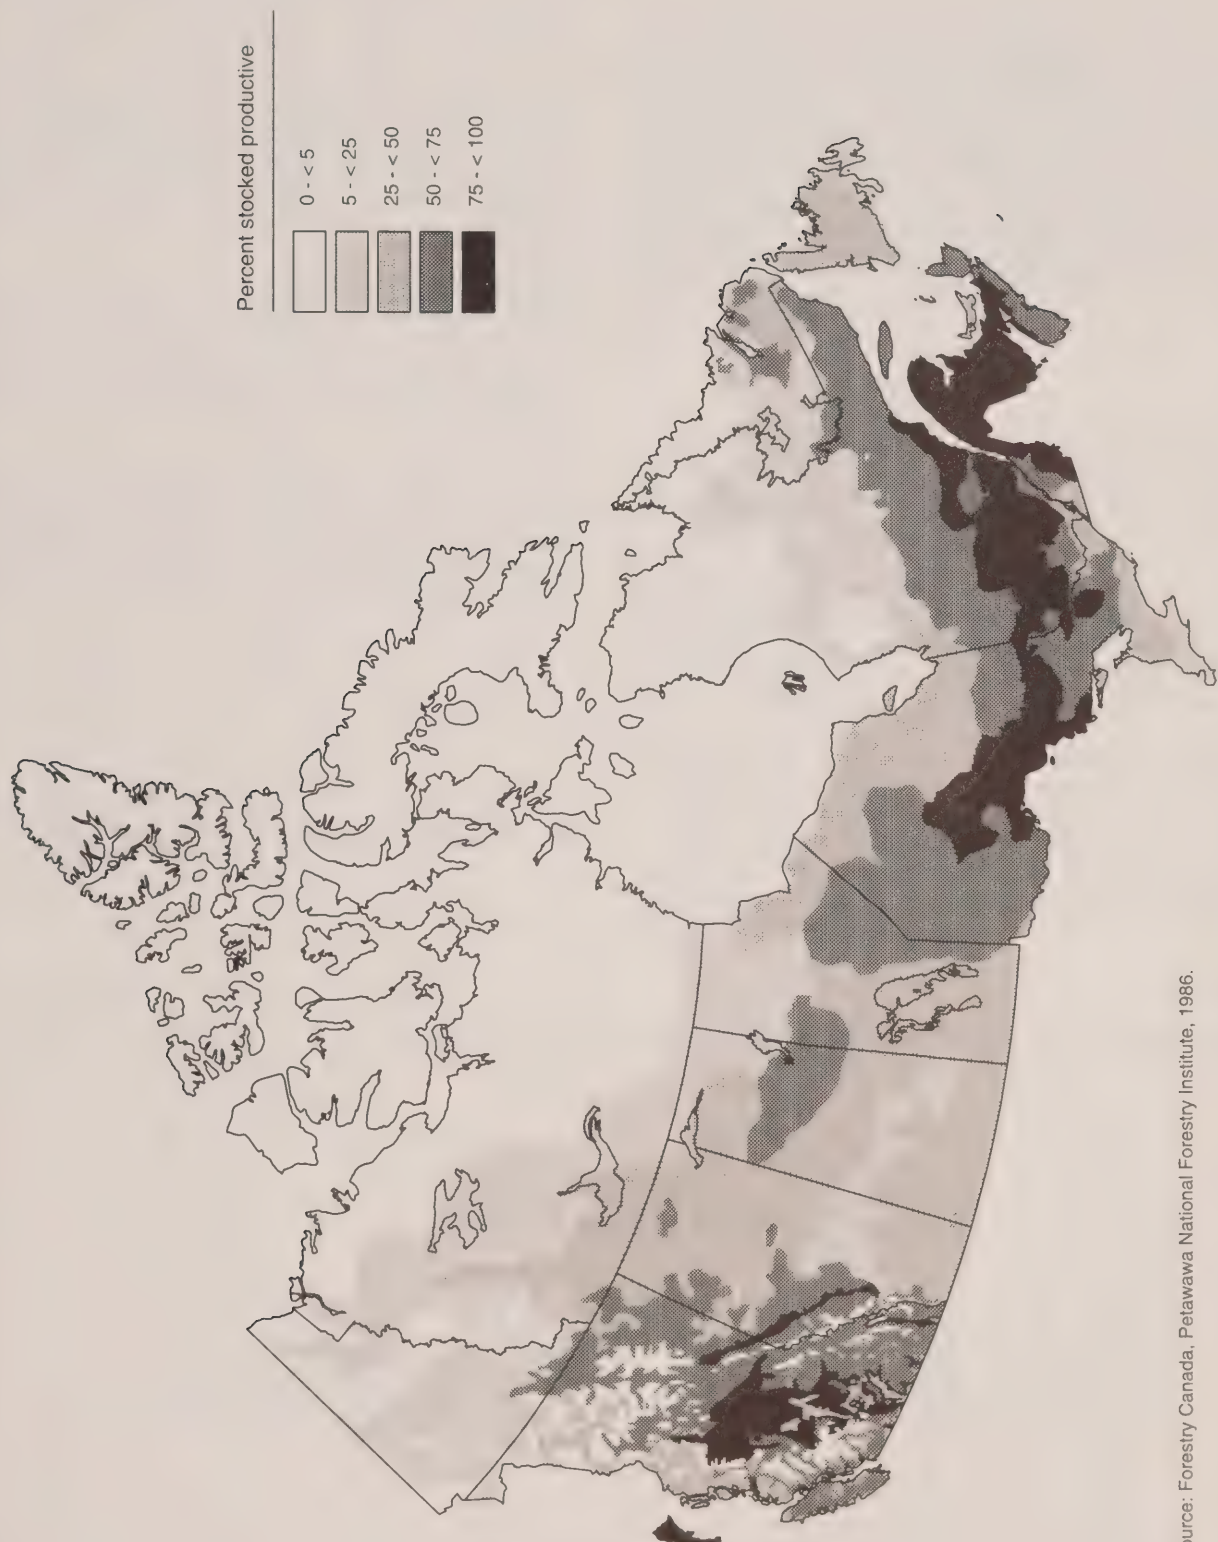 Percent stocked productive
0 - < 5
5 - < 25
25 - < 50
50 - < 75
75 - < 100
ource: Forestry Canada, Petawawa National Forestry Institute, 1986.